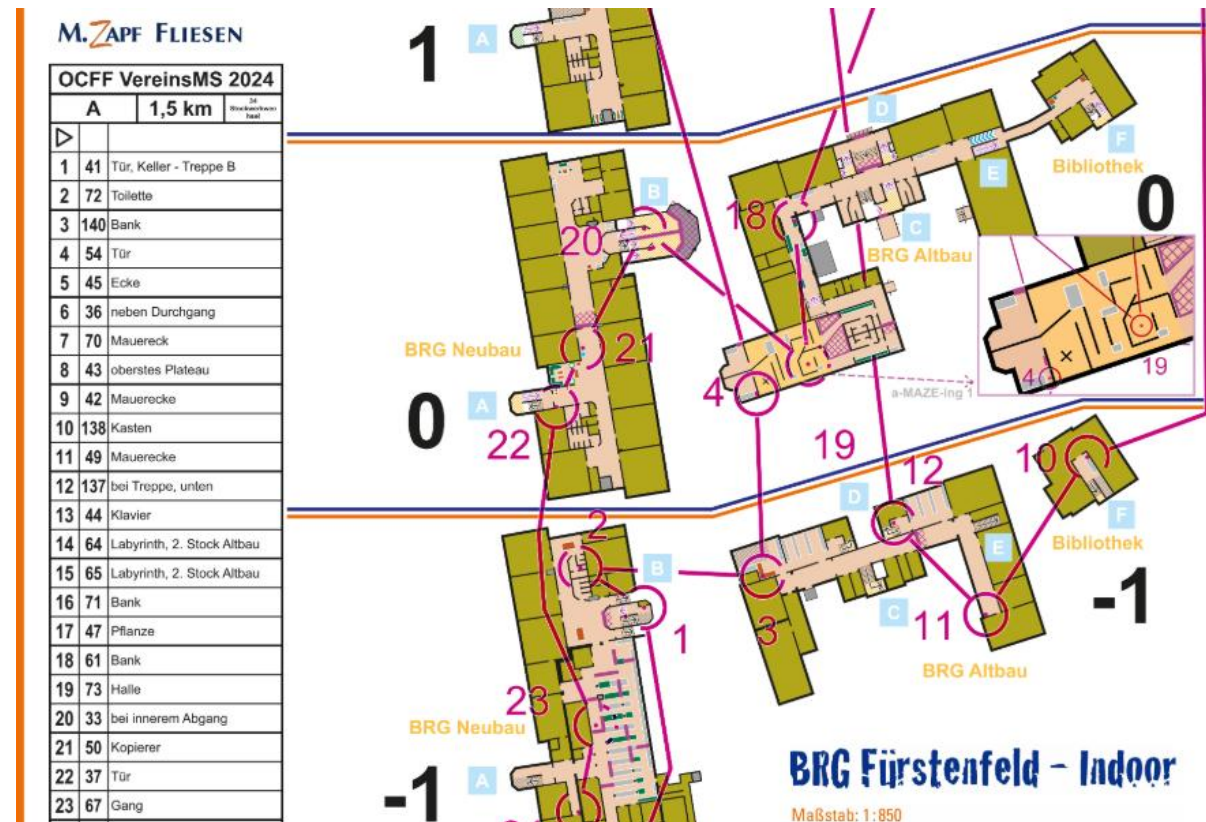 M. ZAPF FLIESEN
OCFF VereinsMS 2024
A 1,5 km
1 41 Tür, Keller - Treppe B
2 72 Toilette
3 140 Bank
4 54 Tür
5 45 Ecke
6 36 neben Durchgang
7 70 Mauereck
8 43 oberstes Plateau
9 42 Mauerecke
10 138 Kasten
11 49 Mauerecke
12 137 bei Treppe, unten
13 44 Klavier
14 64 Labyrinth, 2. Stock Altbau
15 65 Labyrinth, 2. Stock Altbau
16 71 Bank
17 47 Pflanze
18 61 Bank
19 73 Halle
20 33 bei innerem Abgang
21 50 Kopierer
22 37 Tür
23 67 Gang
1
A
D
F
E
Bibliothek
B
0
18
20
C
BRG Altbau
BRG Neubau
21
4
19
4
a-MAZE-ing 1
A
0
22
19
12
10
D
F
2
E
Bibliothek
B
-1
C
11
3
1
BRG Altbau
23
BRG Neubau
A
-1
BRG Fürstenfeld - Indoor
Maßstab: 1:850